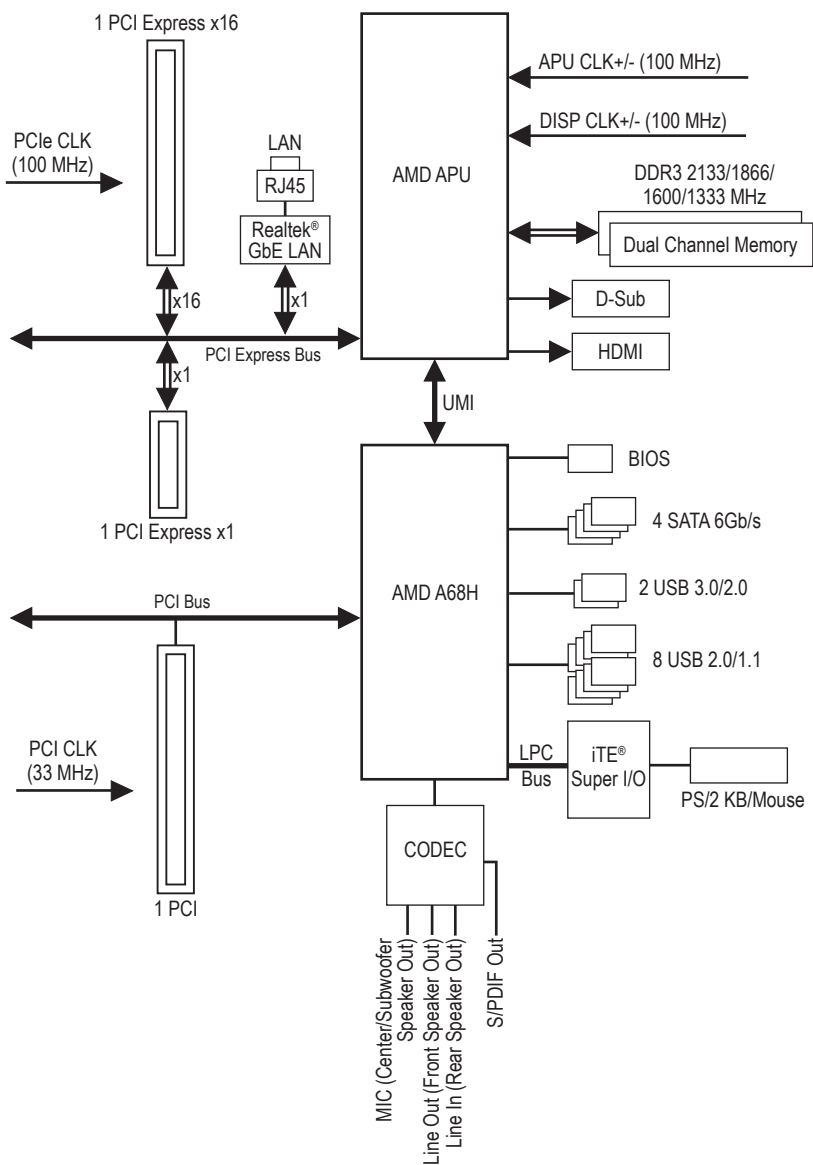 1 PCI Express x16
PCIe CLK
(100 MHz)
LAN
RJ45
Realtek®
GbE LAN
x16
x1
PCI Express Bus
x1
1 PCI Express x1
AMD APU
APU CLK+/- (100 MHz)
DISP CLK+/- (100 MHz)
DDR3 2133/1866/
1600/1333 MHz
Dual Channel Memory
D-Sub
HDMI
UMI
AMD A68H
BIOS
4 SATA 6Gb/s
2 USB 3.0/2.0
8 USB 2.0/1.1
LPC
Bus
iTE®
Super I/O
PS/2 KB/Mouse
PCI Bus
PCI CLK
(33 MHz)
1 PCI
CODEC
MIC (Center/Subwoofer
Speaker Out)
Line Out (Front Speaker Out)
Line In (Rear Speaker Out)
S/PDIF Out